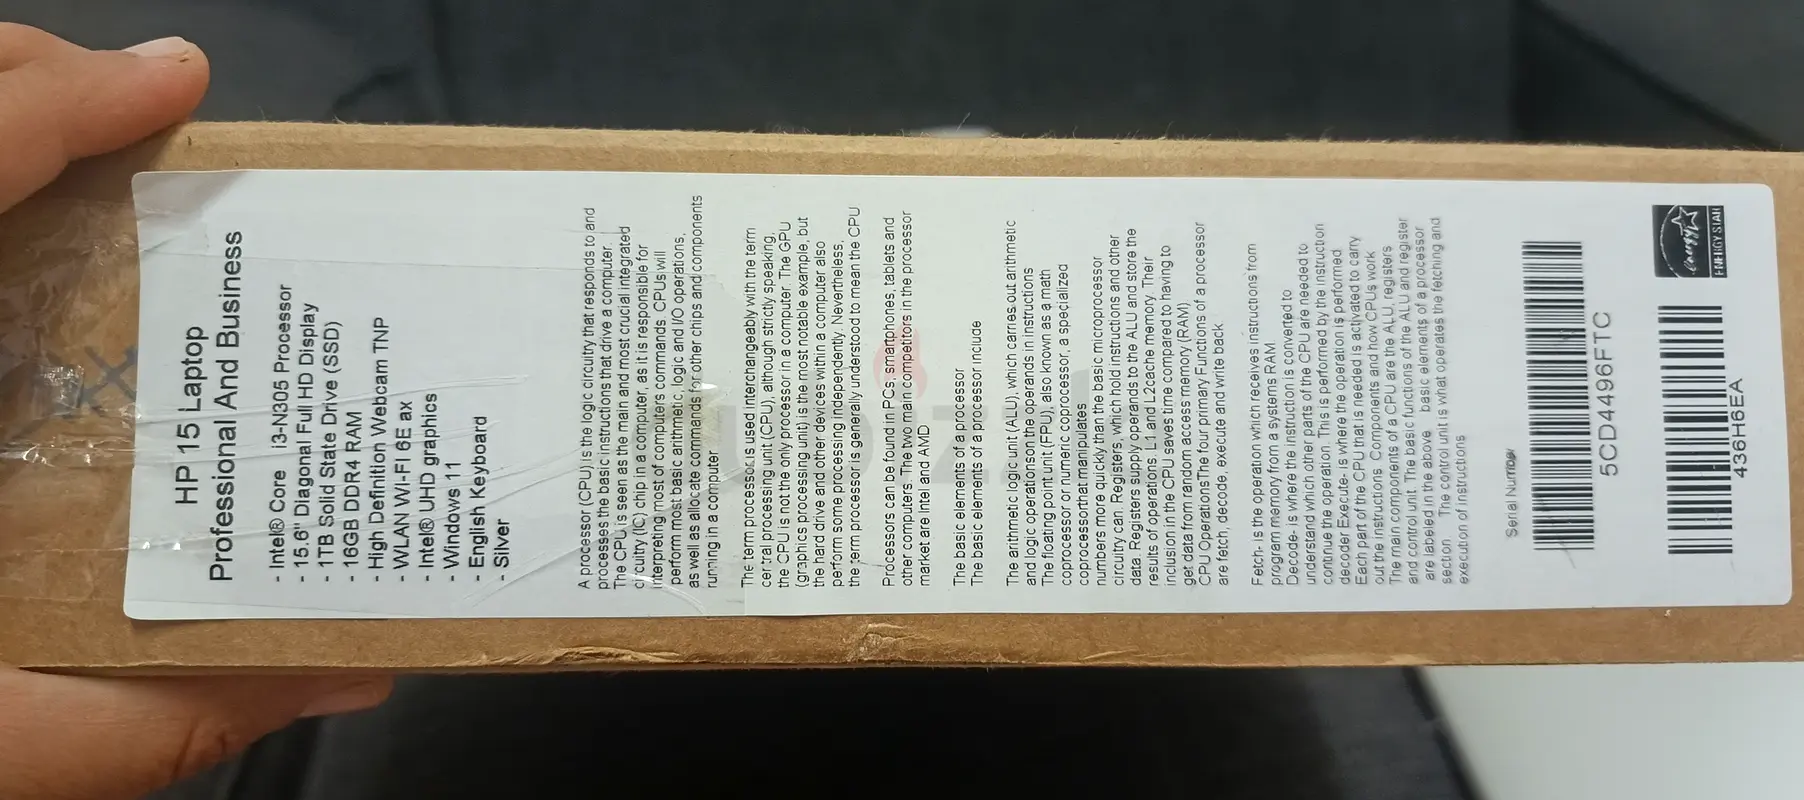 HP 15 Laptop
Professional And Business
- Intel® Core i3-N305 Processor
- 15.6" Diagonal Full HD Display
- 1TB Solid State Drive (SSD)
- 16GB DDR4 RAM
- High Definition Webcam TNP
- WLAN WI-FI 6E ax
- Intel® UHD graphics
- Windows 11
- English Keyboard
- Silver
A processor (CPU) is the logic circuitry that responds to and
processes the basic instructions that drive a computer.
The CPU is seen as the main and most crucial integrated
circuitry (IC) chip in a computer, as it is responsible for
interpreting most of computers commands. CPUs will
perform most basic arithmetic, logic and I/O operations,
as well as allocate commands for other chips and components
running in a computer
The term processor is used interchangeably with the term
central processing unit (CPU), although strictly speaking,
the CPU is not the only processor in a computer. The GPU
(graphics processing unit) is the most notable example, but
the hard drive and other devices within a computer also
perform some processing independently. Nevertheless,
the term processor is generally understood to mean the CPU
Processors can be found in PCs, smartphones, tablets and
other computers. The two main competitors in the processor
market are Intel and AMD
The basic elements of a processor
The basic elements of a processor include
The arithmetic logic unit (ALU), which carries out arithmetic
and logic operationson the operands in instructions
The floating point unit (FPU), also known as a math
coprocessor or numeric coprocessor, a specialized
coprocessorthat manipulates
numbers more quickly than the basic microprocessor
circuitry can. Registers, which hold instructions and other
data. Registers supply operands to the ALU and store the
results of operations. L1 and L2cache memory. Their
inclusion in the CPU saves time compared to having to
get data from random access memory (RAM)
CPU OperationsThe four primary Functions of a processor
are fetch, decode, execute and write back
Fetch- is the operation which receives instructions from
program memory from a systems RAM.
Decode- is where the instruction is converted to
understand which other parts of the CPU are needed to
continue the operation. This is performed by the instruction
decoder Execute- is where the operation is performed.
Each part of the CPU that is needed is activated to carry
out the instructions. Components and how CPUs work
The main components of a CPU are the ALU, registers
and control unit. The basic functions of the ALU and register
are labeled in the above basic elements of a processor
section. The control unit is what operates the fetching and
execution of instructions
Serial Number
5CD4496FTC
436H6EA
energy
ENERGY STAR
dubizzle